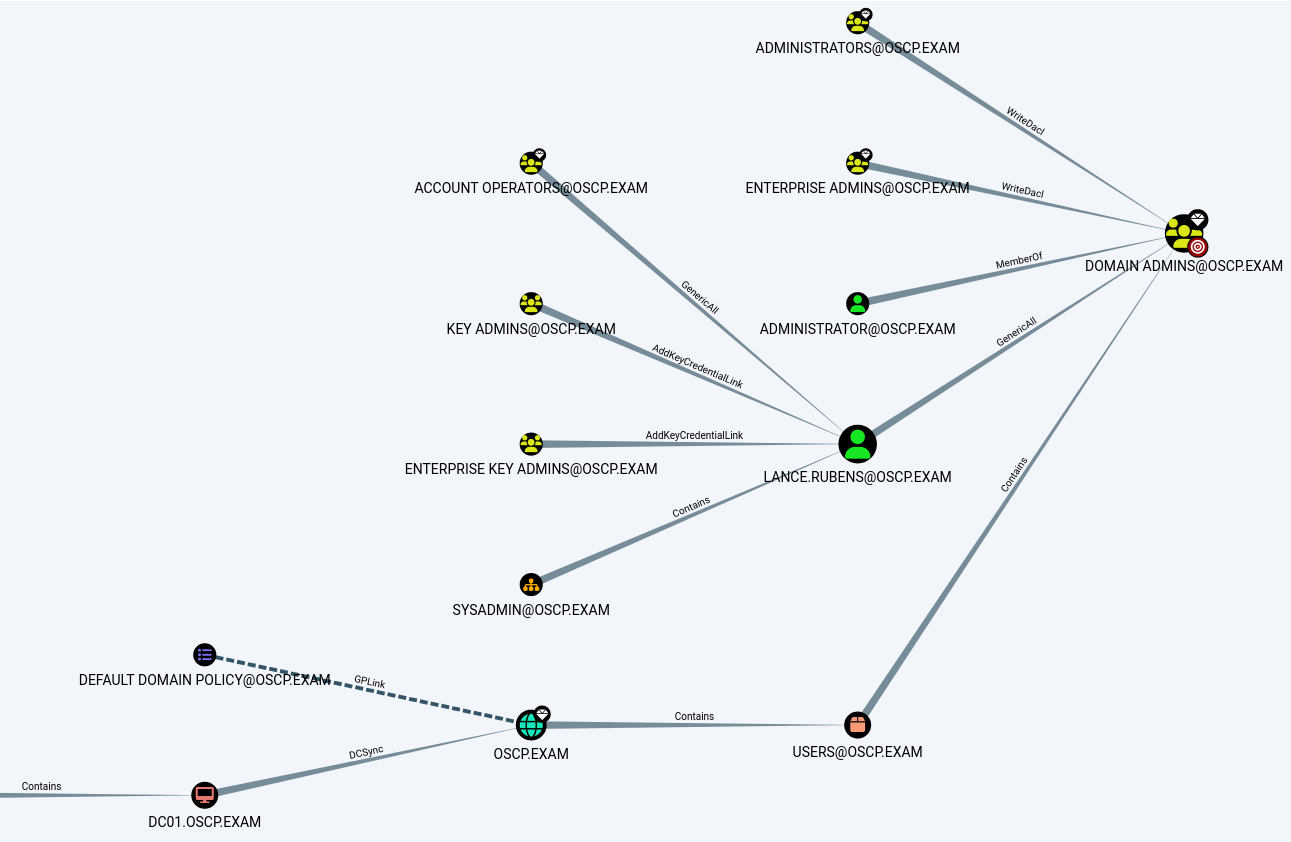 ADMINISTRATORS@OSCP.EXAM
WriteDacl
ACCOUNT OPERATORS@OSCP.EXAM
ENTERPRISE ADMINS@OSCP.EXAM
WriteDacl
DOMAIN ADMINS@OSCP.EXAM
MemberOf
GenericAll
KEY ADMINS@OSCP.EXAM
ADMINISTRATOR@OSCP.EXAM
GenericAll
AddKeyCredentialLink
AddKeyCredentialLink
ENTERPRISE KEY ADMINS@OSCP.EXAM
LANCE.RUBENS@OSCP.EXAM
Contains
Contains
SYSADMIN@OSCP.EXAM
DEFAULT DOMAIN POLICY@OSCP.EXAM
GPLink
Contains
OSCP.EXAM
USERS@OSCP.EXAM
DCSync
Contains
DC01.OSCP.EXAM